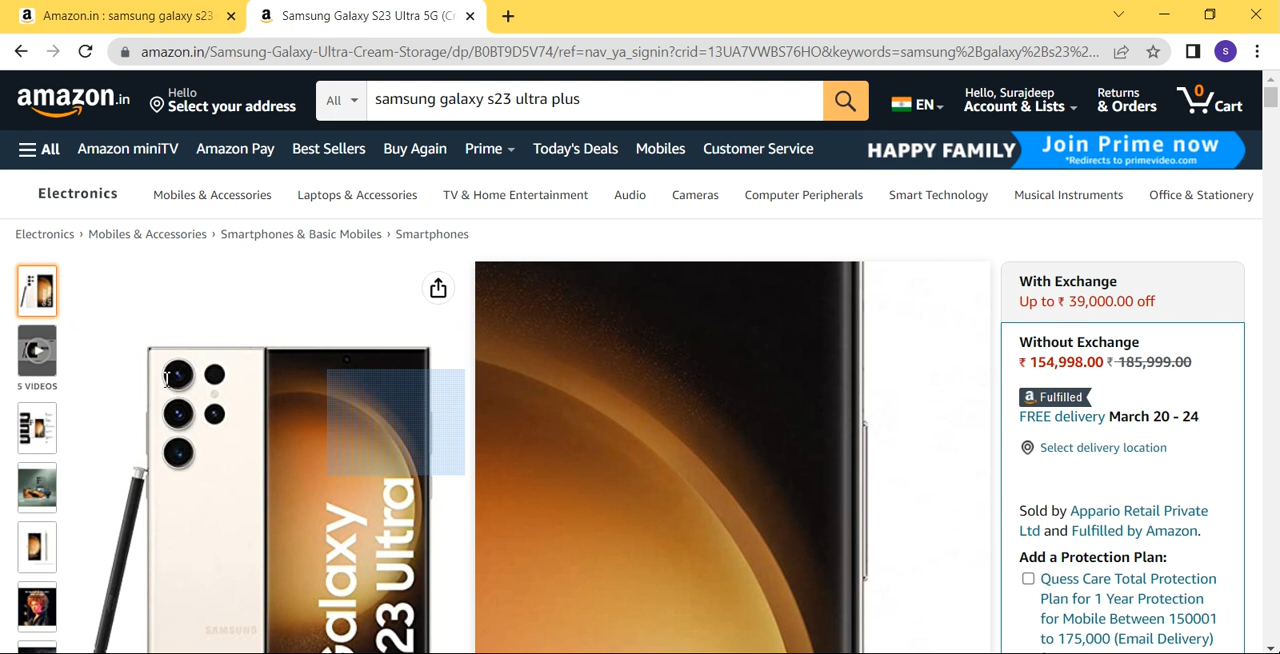 Amazon.in : samsung galaxy s23
Samsung Galaxy S23 Ultra 5G (Cr
amazon.in/Samsung-Galaxy-Ultra-Cream-Storage/dp/B0BT9D5V74/ref=nav_ya_signin?crid=13UA7VWBS76HO&keywords=samsung%2Bgalaxy%2Bs23%2...
S
amazon.in
Hello
Select your address
All
samsung galaxy s23 ultra plus
EN
Hello, Surajdeep
Account & Lists
Returns
& Orders
0
Cart
All
Amazon miniTV
Amazon Pay
Best Sellers
Buy Again
Prime
Today's Deals
Mobiles
Customer Service
HAPPY FAMILY
Join Prime now
*Redirects to primevideo.com
Electronics
Mobiles & Accessories
Laptops & Accessories
TV & Home Entertainment
Audio
Cameras
Computer Peripherals
Smart Technology
Musical Instruments
Office & Stationery
Electronics › Mobiles & Accessories › Smartphones & Basic Mobiles › Smartphones
5 VIDEOS
SAMSUNG
Galaxy
23 Ultra
With Exchange
Up to ₹ 39,000.00 off
Without Exchange
₹ 154,998.00 ₹ 185,999.00
a Fulfilled
FREE delivery March 20 - 24
Select delivery location
Sold by Appario Retail Private
Ltd and Fulfilled by Amazon.
Add a Protection Plan:
Quess Care Total Protection
Plan for 1 Year Protection
for Mobile Between 150001
to 175,000 (Email Delivery)